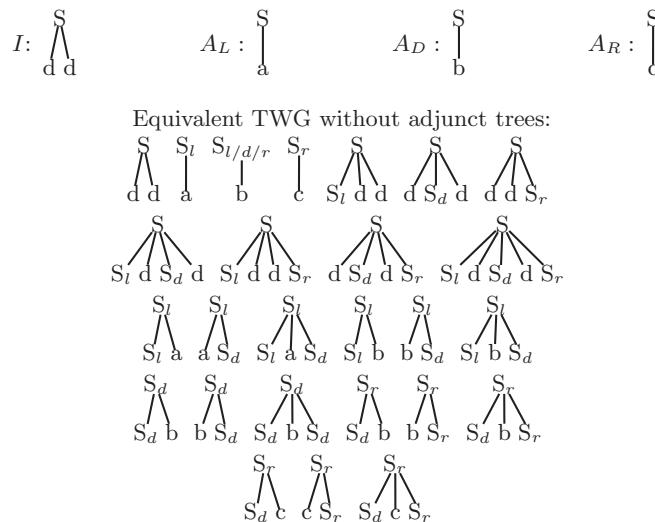 S S S S
I: A_L : A_D : A_R :
d d a b
Equivalent TWG without adjunct trees:
S S_l S_{l/d/r} S_r S S S
d d a b c S_l d d d S_d d d d S_r
S S S S
S_l d S_d d S_l d d S_r d S_d d S_r S_l d S_d d S_r
S_l S_l S_l S_l S_l S_l
S_l a a S_d S_l a S_d S_l b b S_d S_l b S_d
S_d S_d S_d S_r S_r S_r
S_d b b S_d S_d b S_d S_d b b S_r S_d b S_r
S_r S_r S_r
S_d c c S_r S_d c S_r